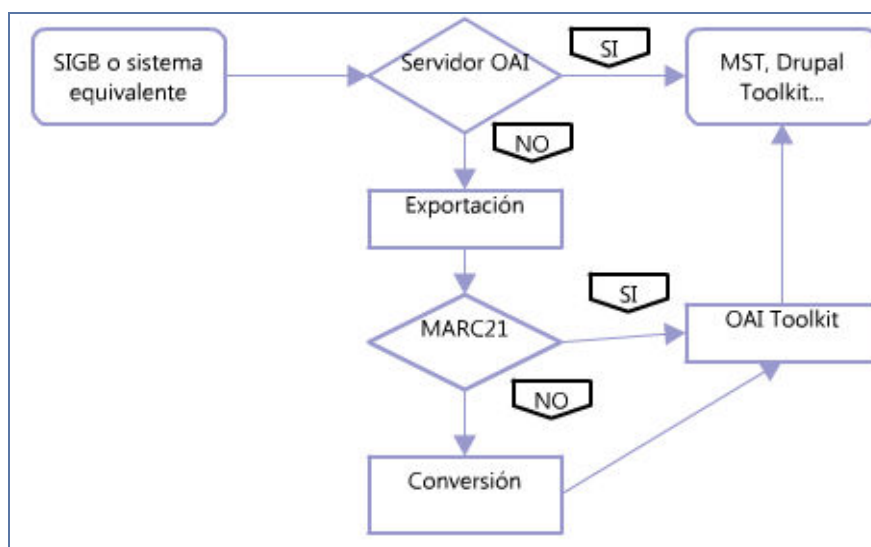 SIGB o sistema
equivalente
Servidor OAI
SI
MST, Drupal
Toolkit...
NO
Exportación
MARC21
SI
OAI Toolkit
NO
Conversión